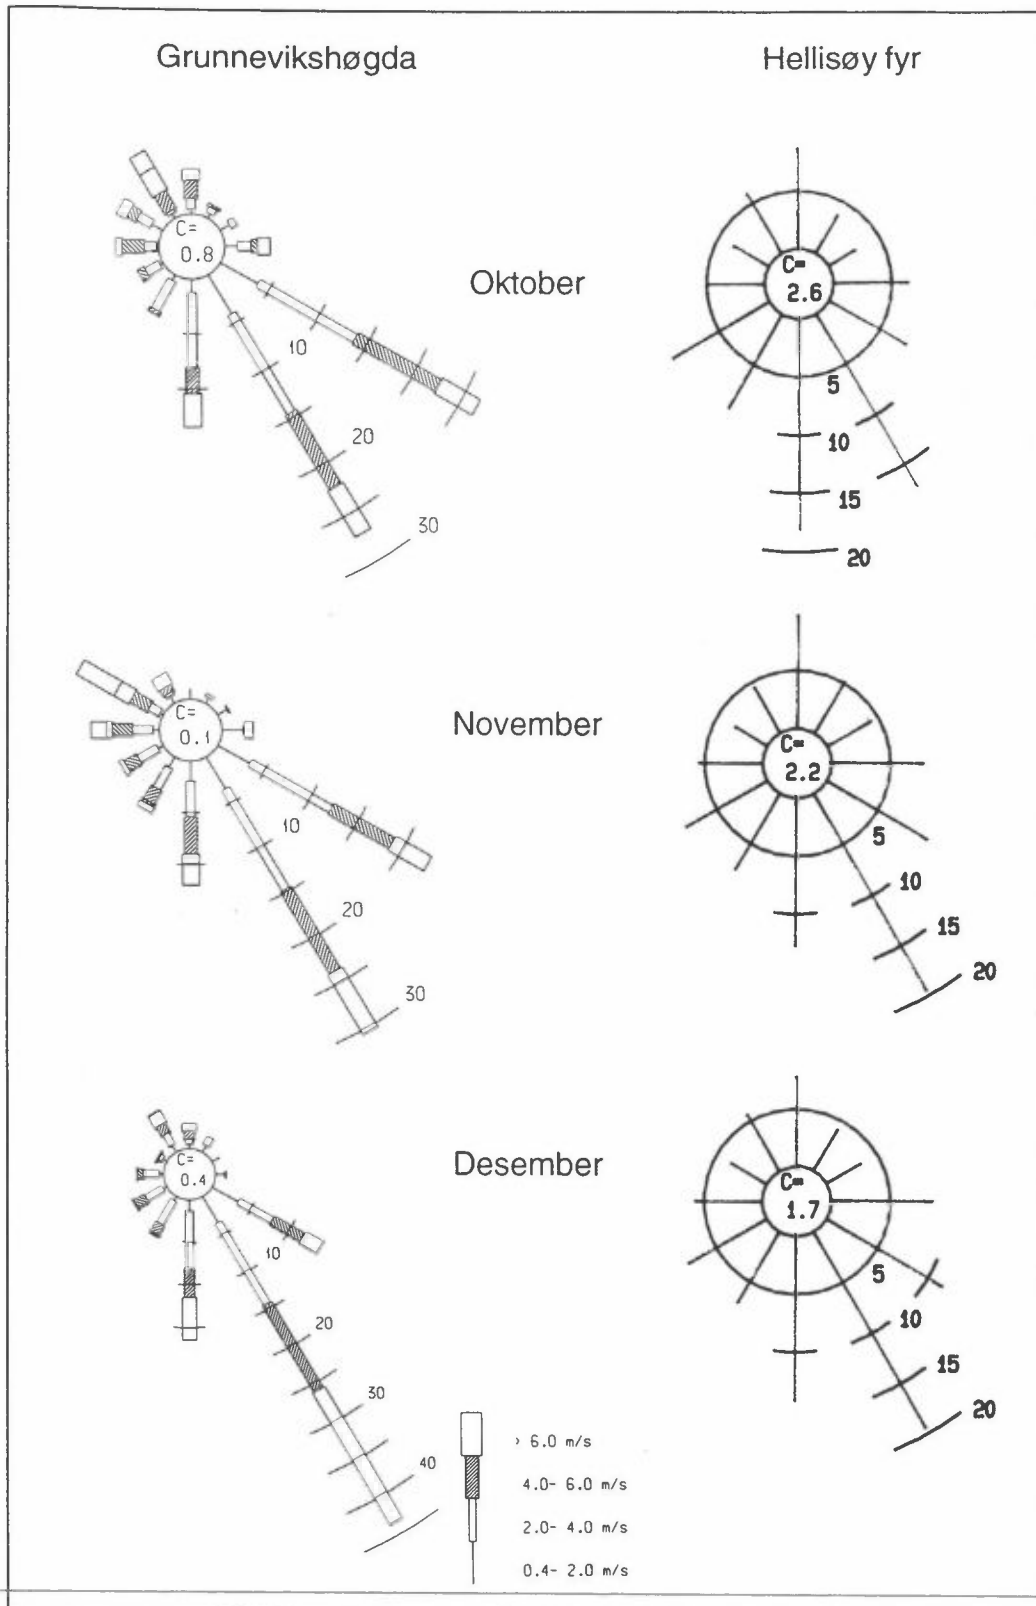 Grunnevikshøgda
Hellisøy fyr
C=
0.8
10
20
30
Oktober
C=
2.6
5
10
15
20
C=
0.1
10
20
30
November
C=
2.2
5
10
15
20
C=
0.4
10
20
30
40
Desember
C=
1.7
5
10
15
20
> 6.0 m/s
4.0- 6.0 m/s
2.0- 4.0 m/s
0.4- 2.0 m/s